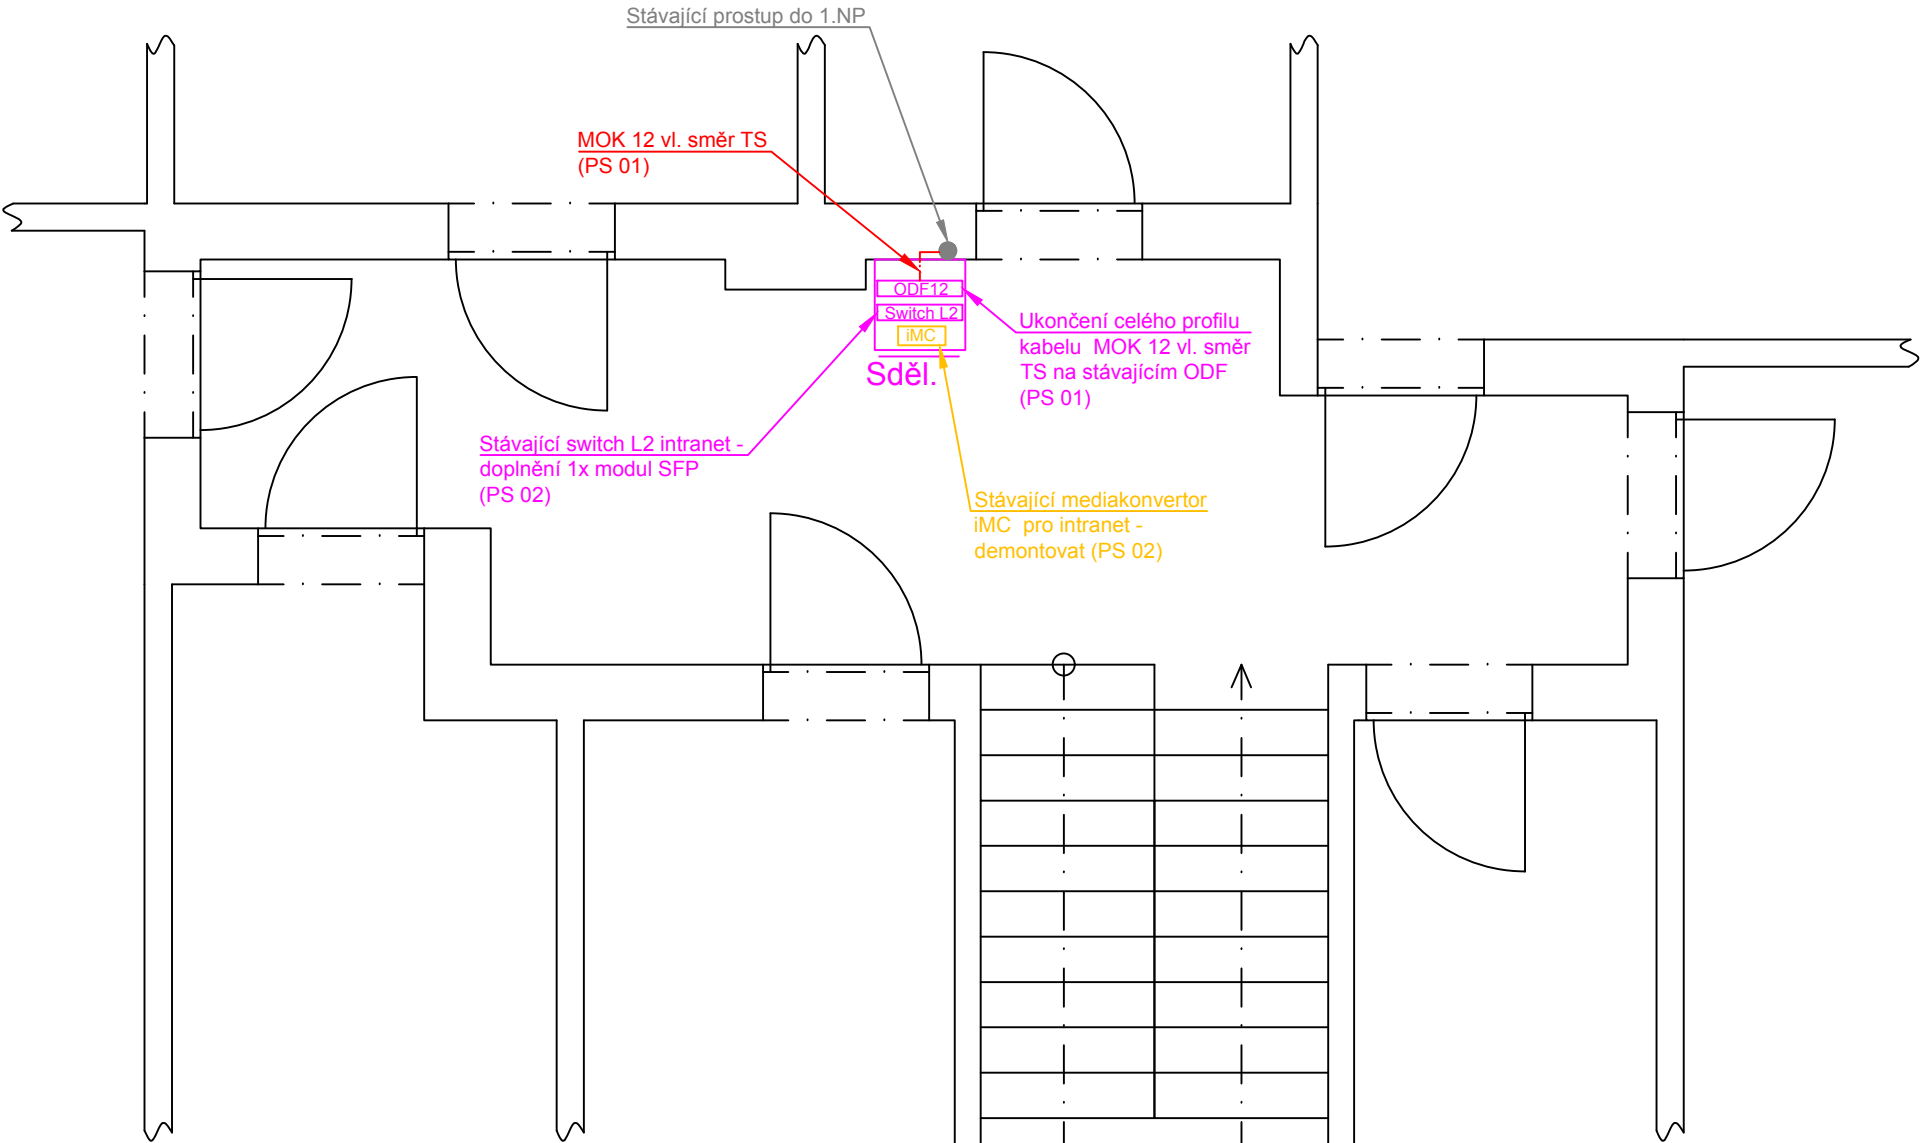 Stávající prostup do 1.NP
MOK 12 vl. směr TS
(PS 01)
ODF12
Switch L2
iMC
Sděl.
Ukončení celého profilu
kabelu MOK 12 vl. směr
TS na stávajícím ODF
(PS 01)
Stávající switch L2 intranet -
doplnění 1x modul SFP
(PS 02)
Stávající mediakonvertor
iMC pro intranet -
demontovat (PS 02)